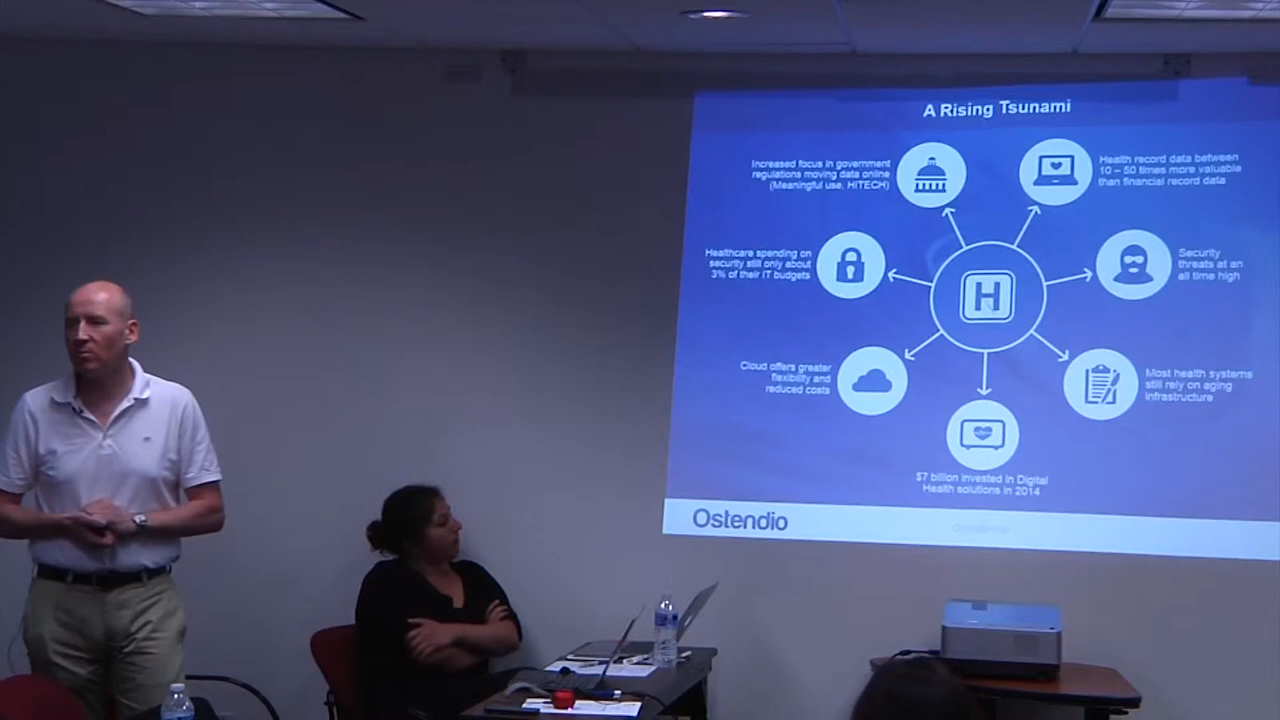 A Rising Tsunami
Increased focus in government
regulations moving data online
(Meaningful use, HITECH)
Health record data between
10 – 50 times more valuable
than financial record data
Healthcare spending on
security still only about
3% of their IT budgets
H
Security
threats at an
all time high
Cloud offers greater
flexibility and
reduced costs
Most health systems
still rely on aging
infrastructure
$7 billion invested in Digital
Health solutions in 2014
Ostendio
Confidential